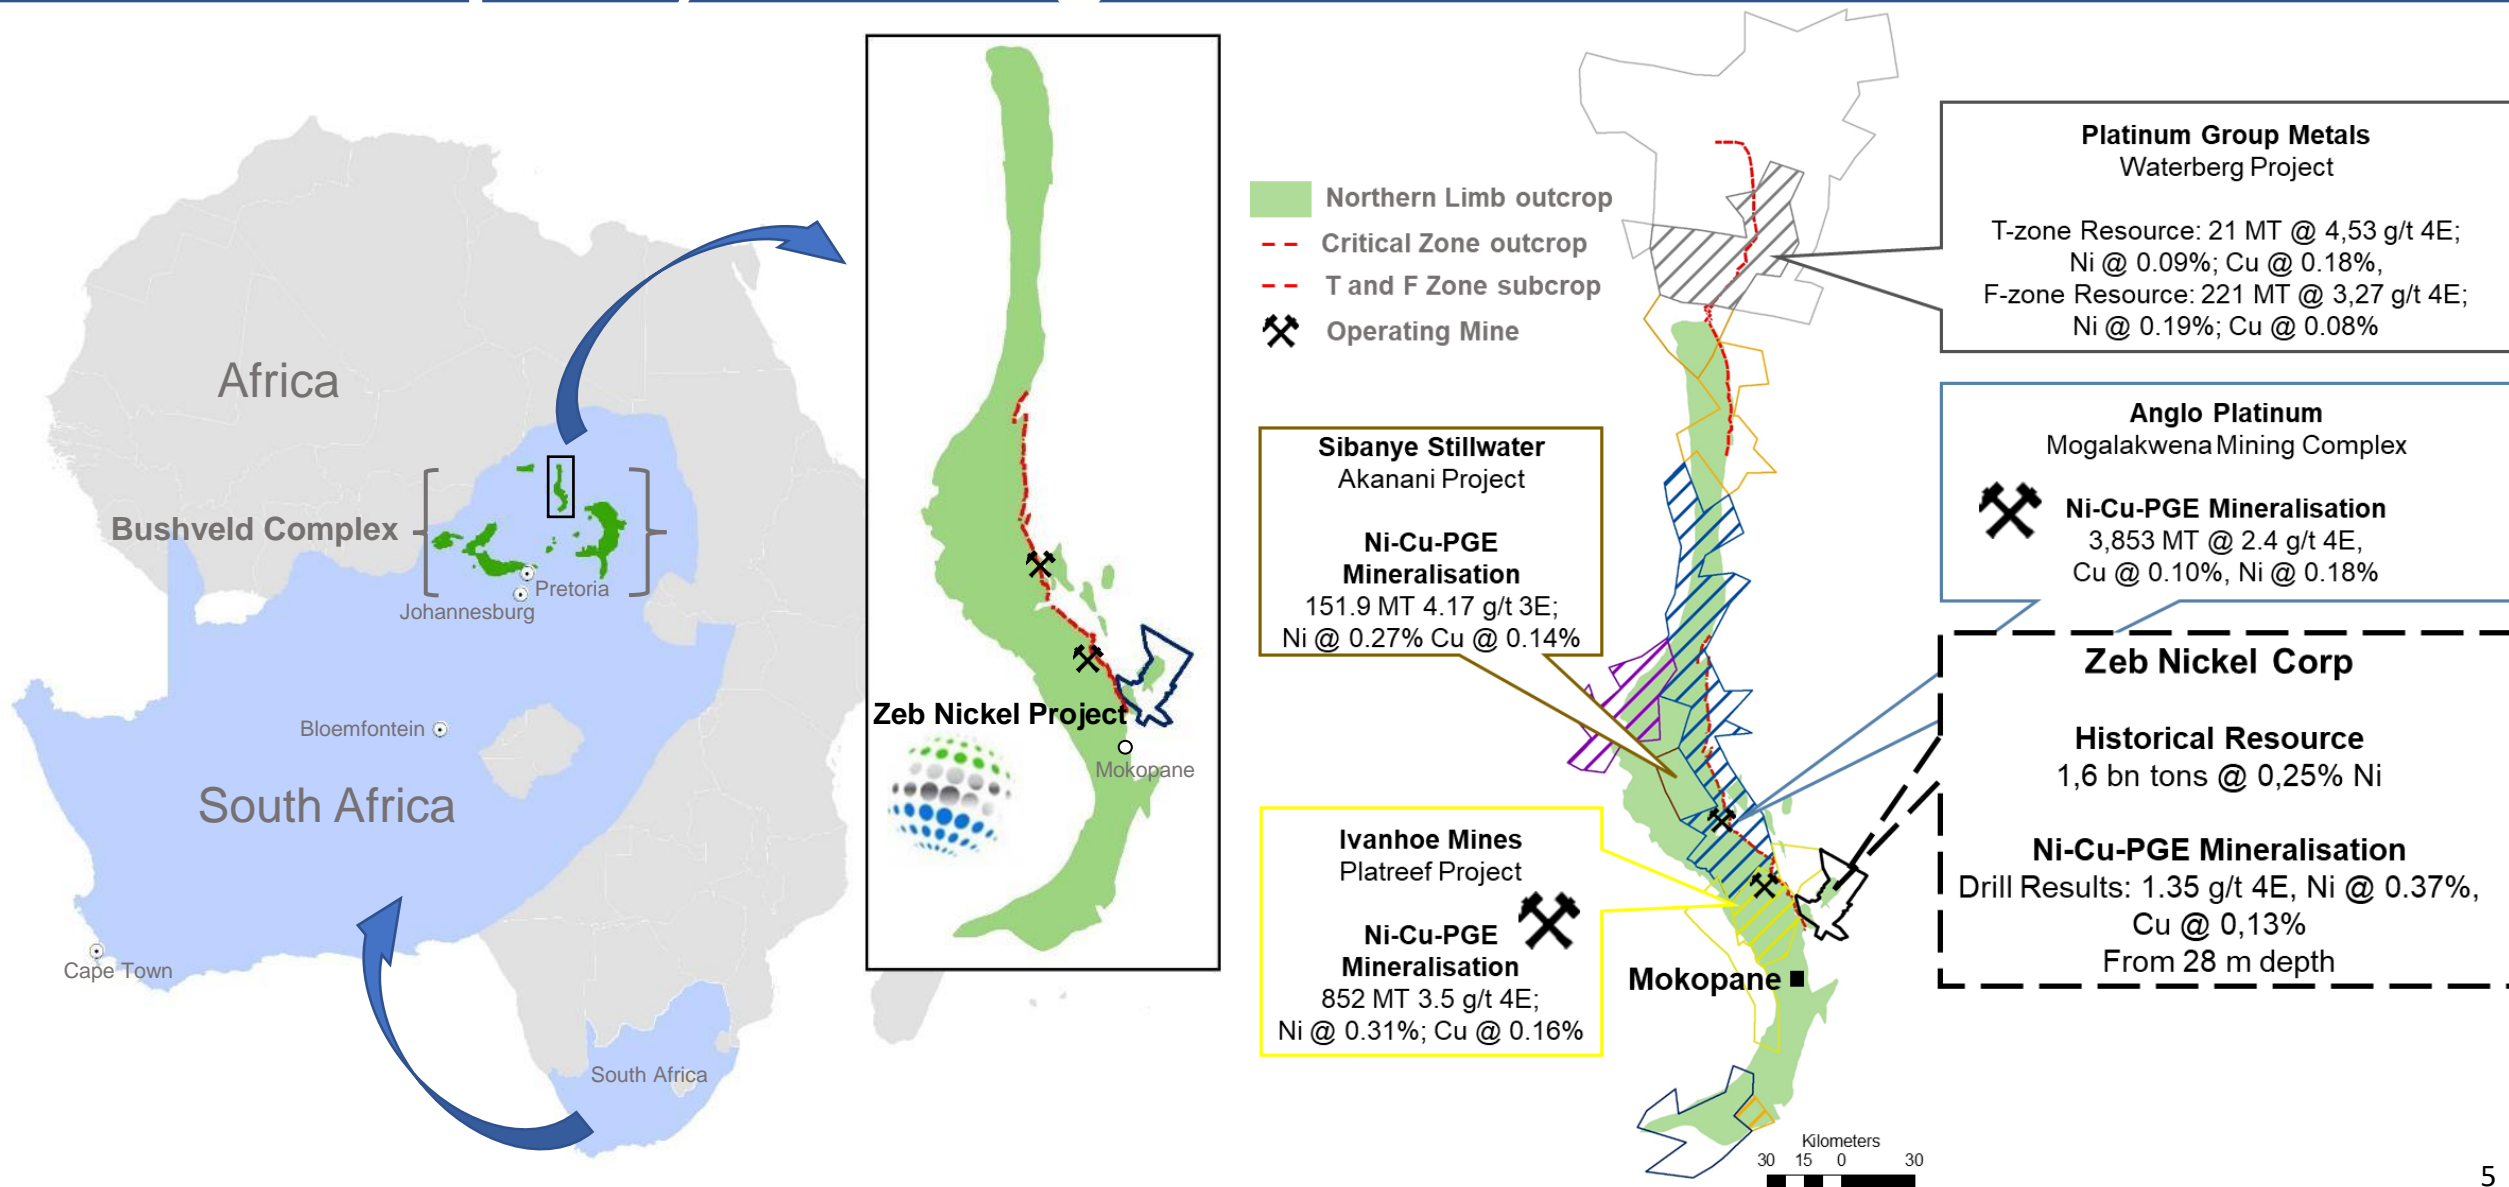 Africa
Bushveld Complex
Pretoria
Johannesburg
Bloemfontein
South Africa
Cape Town
South Africa
Zeb Nickel Project
Mokopane
Northern Limb outcrop
Critical Zone outcrop
T and F Zone subcrop
Operating Mine
Sibanye Stillwater
Akanani Project
Ni-Cu-PGE
Mineralisation
151.9 MT 4.17 g/t 3E;
Ni @ 0.27% Cu @ 0.14%
Ivanhoe Mines
Platreef Project
Ni-Cu-PGE
Mineralisation
852 MT 3.5 g/t 4E;
Ni @ 0.31%; Cu @ 0.16%
Mokopane
Kilometers
30 15 0 30
Platinum Group Metals
Waterberg Project
T-zone Resource: 21 MT @ 4,53 g/t 4E;
Ni @ 0.09%; Cu @ 0.18%,
F-zone Resource: 221 MT @ 3,27 g/t 4E;
Ni @ 0.19%; Cu @ 0.08%
Anglo Platinum
Mogalakwena Mining Complex
Ni-Cu-PGE Mineralisation
3,853 MT @ 2.4 g/t 4E,
Cu @ 0.10%, Ni @ 0.18%
Zeb Nickel Corp
Historical Resource
1,6 bn tons @ 0,25% Ni
Ni-Cu-PGE Mineralisation
Drill Results: 1.35 g/t 4E, Ni @ 0.37%,
Cu @ 0,13%
From 28 m depth
5